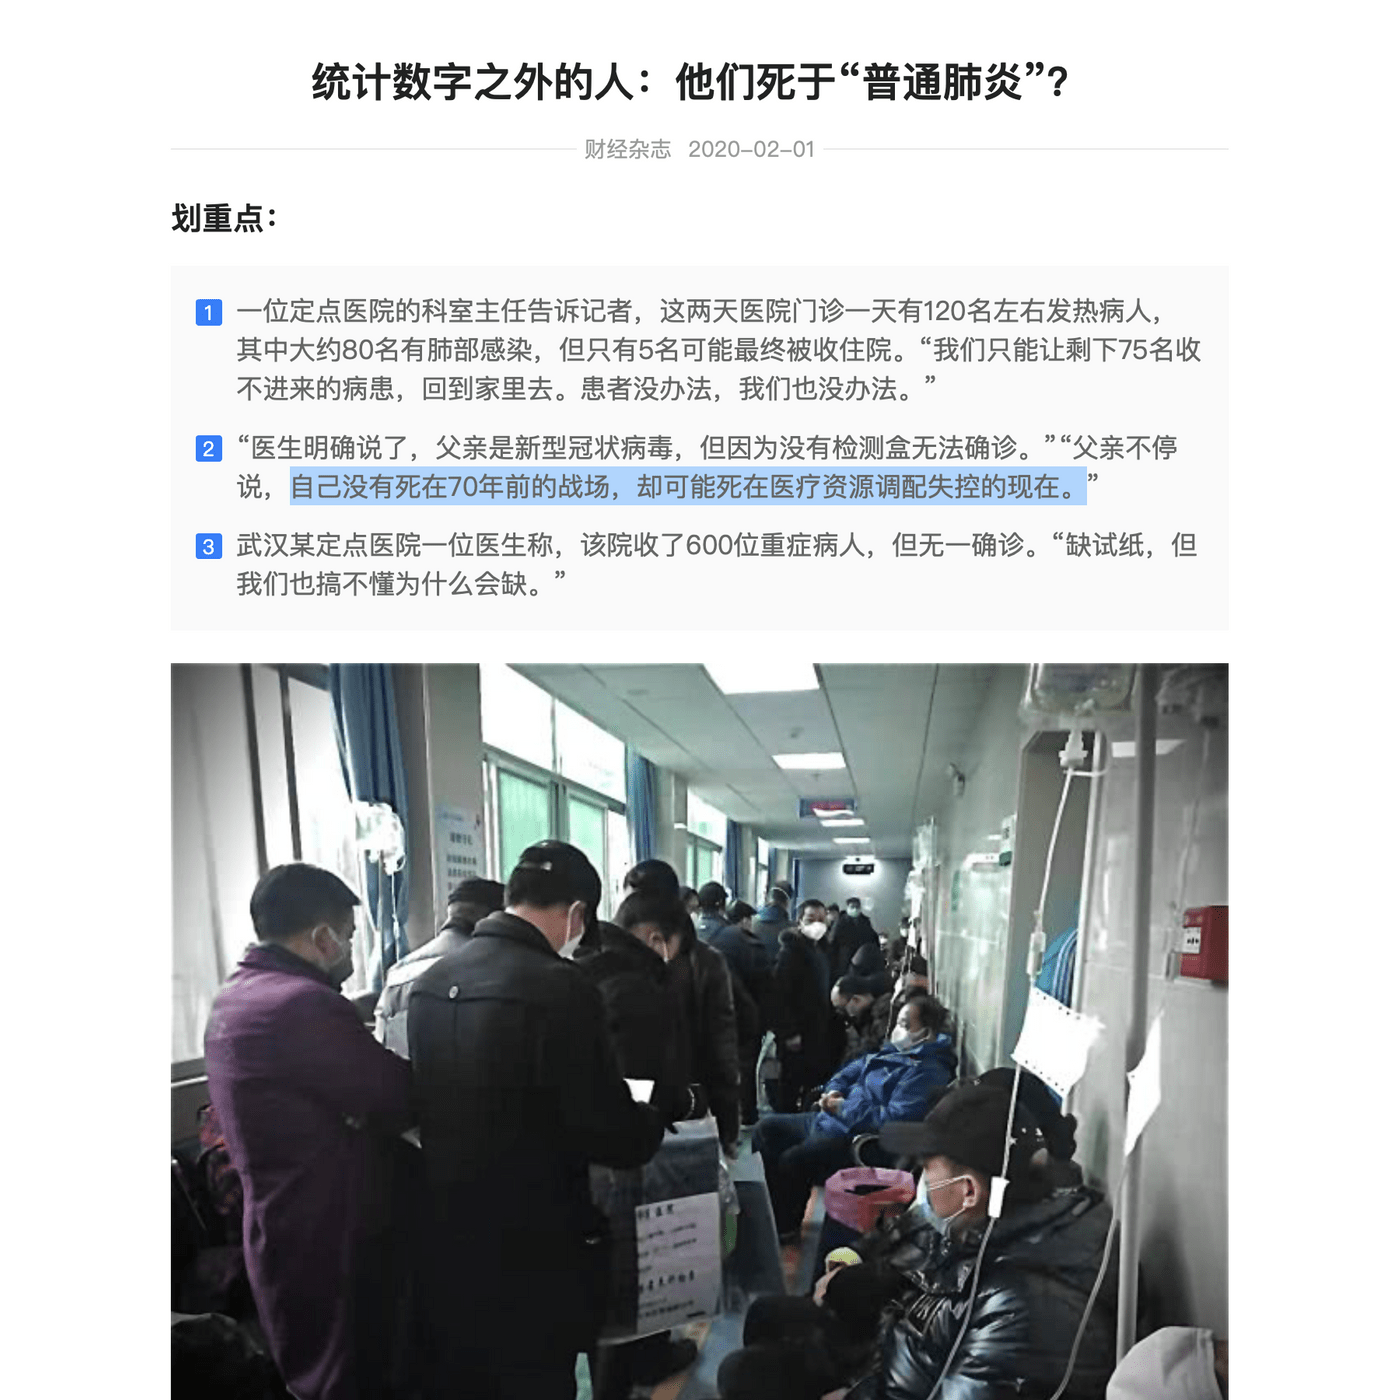 统计数字之外的人：他们死于“普通肺炎”？
财经杂志 2020-02-01
划重点：
1 一位定点医院的科室主任告诉记者，这两天医院门诊一天有120名左右发热病人，
其中大约80名有肺部感染，但只有5名可能最终被收住院。“我们只能让剩下75名收
不进来的病患，回到家里去。患者没办法，我们也没办法。”
2 “医生明确说了，父亲是新型冠状病毒，但因为没有检测盒无法确诊。”“父亲不停
说，自己没有死在70年前的战场，却可能死在医疗资源调配失控的现在。”
3 武汉某定点医院一位医生称，该院收了600位重症病人，但无一确诊。“缺试纸，但
我们也搞不懂为什么会缺。”